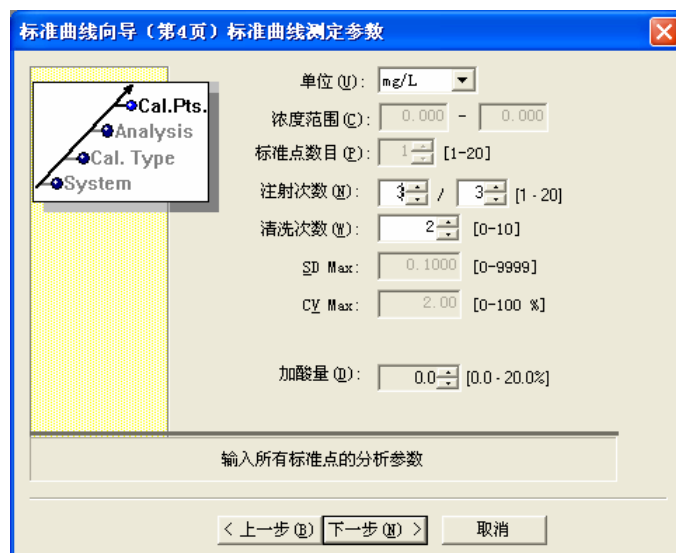 标准曲线向导（第4页）标准曲线测定参数
Cal.Pts.
Analysis
Cal. Type
System
单位(U): mg/L
浓度范围(C): 0.000 - 0.000
标准点数目(P): 1 [1-20]
注射次数(N): 3 / 3 [1 - 20]
清洗次数(W): 2 [0-10]
SD Max: 0.1000 [0-9999]
CV Max: 2.00 [0-100 %]
加酸量(D): 0.0 [0.0 - 20.0%]
输入所有标准点的分析参数
< 上一步(B) 下一步(N) > 取消